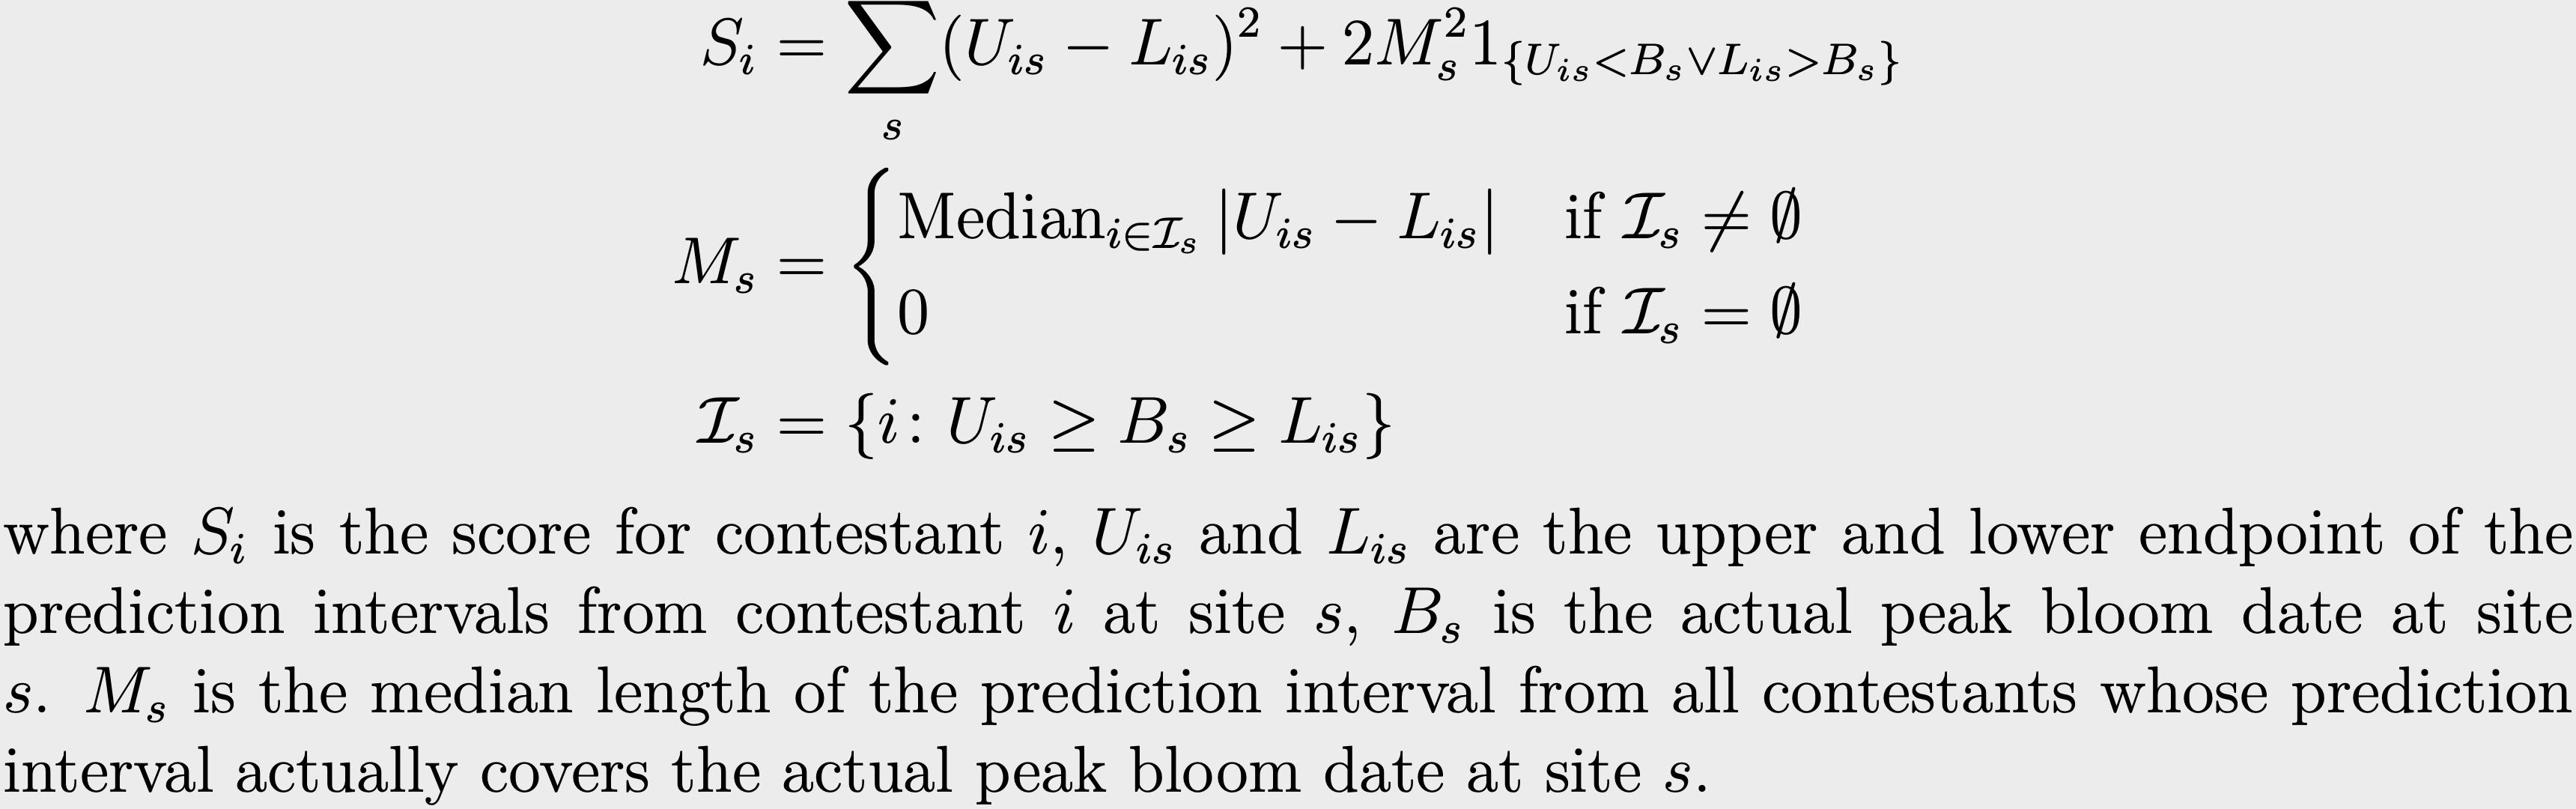 $S_i = \sum_s (U_{is} - L_{is})^2 + 2M_s^2 1_{\{U_{is} < B_s \vee L_{is} > B_s\}}$
$M_s = \begin{cases} \text{Median}_{i \in \mathcal{I}_s} |U_{is} - L_{is}| & \text{if } \mathcal{I}_s \neq \emptyset \\ 0 & \text{if } \mathcal{I}_s = \emptyset \end{cases}$
$\mathcal{I}_s = \{i \colon U_{is} \geq B_s \geq L_{is}\}$
where $S_i$ is the score for contestant $i$, $U_{is}$ and $L_{is}$ are the upper and lower endpoint of the
prediction intervals from contestant $i$ at site $s$, $B_s$ is the actual peak bloom date at site
$s$. $M_s$ is the median length of the prediction interval from all contestants whose prediction
interval actually covers the actual peak bloom date at site $s$.